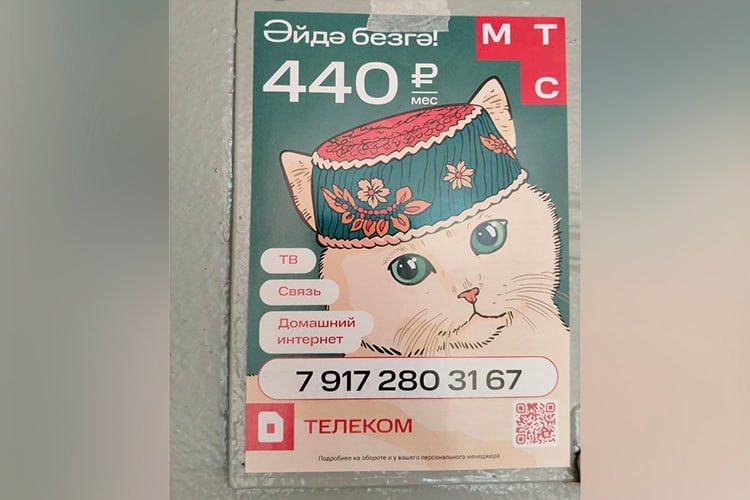 Әйдә безгә!
440 ₽
мес
М Т
С
ТВ
Связь
Домашний
интернет
7 917 280 31 67
ТЕЛЕКОМ
Подробнее на обороте и у вашего персонального менеджера